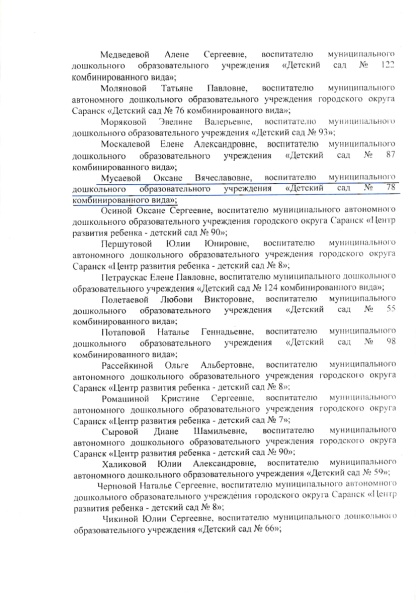 Медведевой Алене Сергеевне, воспитателю муниципального
дошкольного образовательного учреждения «Детский сад № 122
комбинированного вида»;
Моляновой Татьяне Павловне, воспитателю муниципального
автономного дошкольного образовательного учреждения городского округа
Саранск «Детский сад № 76 комбинированного вида»;
Моряковой Эвелине Валерьевне, воспитателю муниципального
дошкольного образовательного учреждения «Детский сад № 93»;
Москалевой Елене Александровне, воспитателю муниципального
дошкольного образовательного учреждения «Детский сад № 87
комбинированного вида»;
Мусаевой Оксане Вячеславовне, воспитателю муниципального
дошкольного образовательного учреждения «Детский сад № 78
комбинированного вида»;
Осиной Оксане Сергеевне, воспитателю муниципального автономного
дошкольного образовательного учреждения городского округа Саранск «Центр
развития ребенка - детский сад № 90»;
Першутовой Юлии Юнировне, воспитателю муниципального
автономного дошкольного образовательного учреждения городского округа
Саранск «Центр развития ребенка - детский сад № 8»;
Петраускас Елене Павловне, воспитателю муниципального дошкольного
образовательного учреждения «Детский сад № 124 комбинированного вида»;
Полетаевой Любови Викторовне, воспитателю муниципального
дошкольного образовательного учреждения «Детский сад № 55
комбинированного вида»;
Потаповой Наталье Геннадьевне, воспитателю муниципального
дошкольного образовательного учреждения «Детский сад № 98
комбинированного вида»;
Рассейкиной Ольге Альбертовне, воспитателю муниципального
автономного дошкольного образовательного учреждения городского округа
Саранск «Центр развития ребенка - детский сад № 8»;
Ромашиной Кристине Сергеевне, воспитателю муниципального
автономного дошкольного образовательного учреждения городского округа
Саранск «Центр развития ребенка - детский сад № 7»;
Сыровой Диане Шамильевне, воспитателю муниципального
автономного дошкольного образовательного учреждения городского округа
Саранск «Центр развития ребенка - детский сад № 90»;
Халиковой Юлии Александровне, воспитателю муниципального
автономного дошкольного образовательного учреждения «Детский сад № 59»;
Черновой Наталье Сергеевне, воспитателю муниципального автономного
дошкольного образовательного учреждения городского округа Саранск «Центр
развития ребенка - детский сад № 8»;
Чикиной Юлии Сергеевне, воспитателю муниципального дошкольного
образовательного учреждения «Детский сад № 66»;